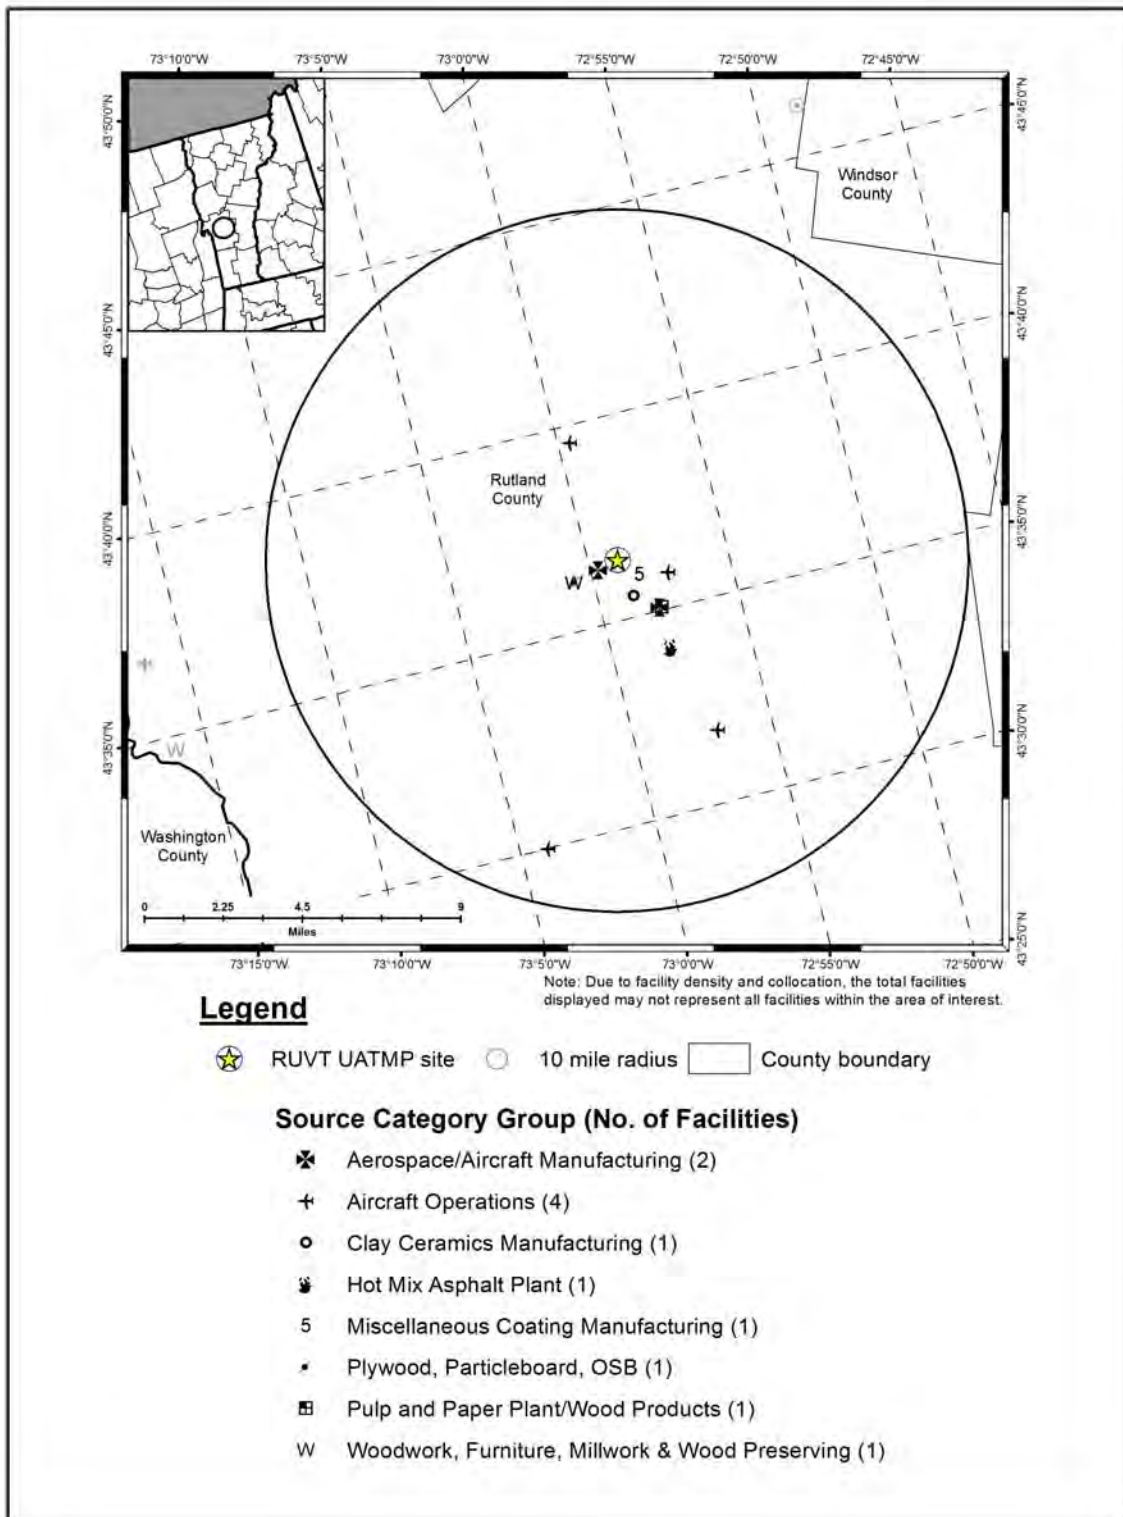 73°10'0"W 73°5'0"W 73°0'0"W 72°55'0"W 72°50'0"W 72°45'0"W
43°50'0"N
43°45'0"N
43°40'0"N
43°35'0"N
43°45'0"N
43°40'0"N
43°35'0"N
43°30'0"N
43°25'0"N
Windsor
County
Rutland
County
5
W
W
Washington
County
0 2.25 4.5 9
Miles
73°15'0"W 73°10'0"W 73°5'0"W 73°0'0"W 72°55'0"W 72°50'0"W
Note: Due to facility density and collocation, the total facilities
displayed may not represent all facilities within the area of interest.
Legend
RUVT UATMP site 10 mile radius County boundary
Source Category Group (No. of Facilities)
Aerospace/Aircraft Manufacturing (2)
Aircraft Operations (4)
Clay Ceramics Manufacturing (1)
Hot Mix Asphalt Plant (1)
5 Miscellaneous Coating Manufacturing (1)
Plywood, Particleboard, OSB (1)
Pulp and Paper Plant/Wood Products (1)
W Woodwork, Furniture, Millwork & Wood Preserving (1)